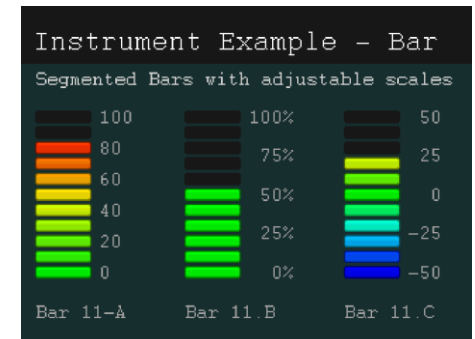 Instrument Example - Bar
Segmented Bars with adjustable scales
100 100% 50
80 75% 25
60 50% 0
40 25% -25
20 0% -50
0
Bar 11-A Bar 11.B Bar 11.C